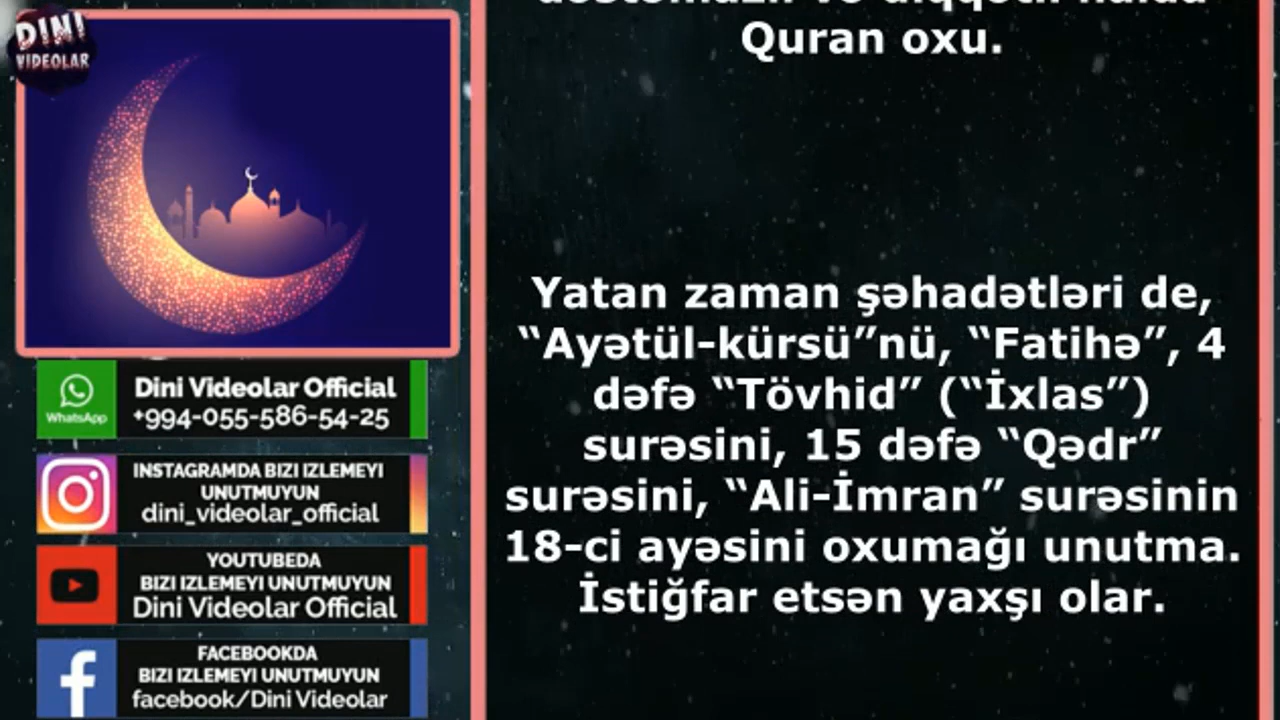 DINI
VIDEOLAR
Quran oxu.
Yatan zaman şəhadətləri de,
“Ayətül-kürsü”nü, “Fatihə”, 4
dəfə “Tövhid” (“İxlas”)
surəsini, 15 dəfə “Qədr”
surəsini, “Ali-İmran” surəsinin
18-ci ayəsini oxumağı unutma.
İstiğfar etsən yaxşı olar.
WhatsApp
Dini Videolar Official
+994-055-586-54-25
INSTAGRAMDA BIZI IZLEMEYI
UNUTMUYUN
dini_videolar_official
YOUTUBEDA
BIZI IZLEMEYI UNUTMUYUN
Dini Videolar Official
FACEBOOKDA
BIZI IZLEMEYI UNUTMUYUN
facebook/Dini Videolar